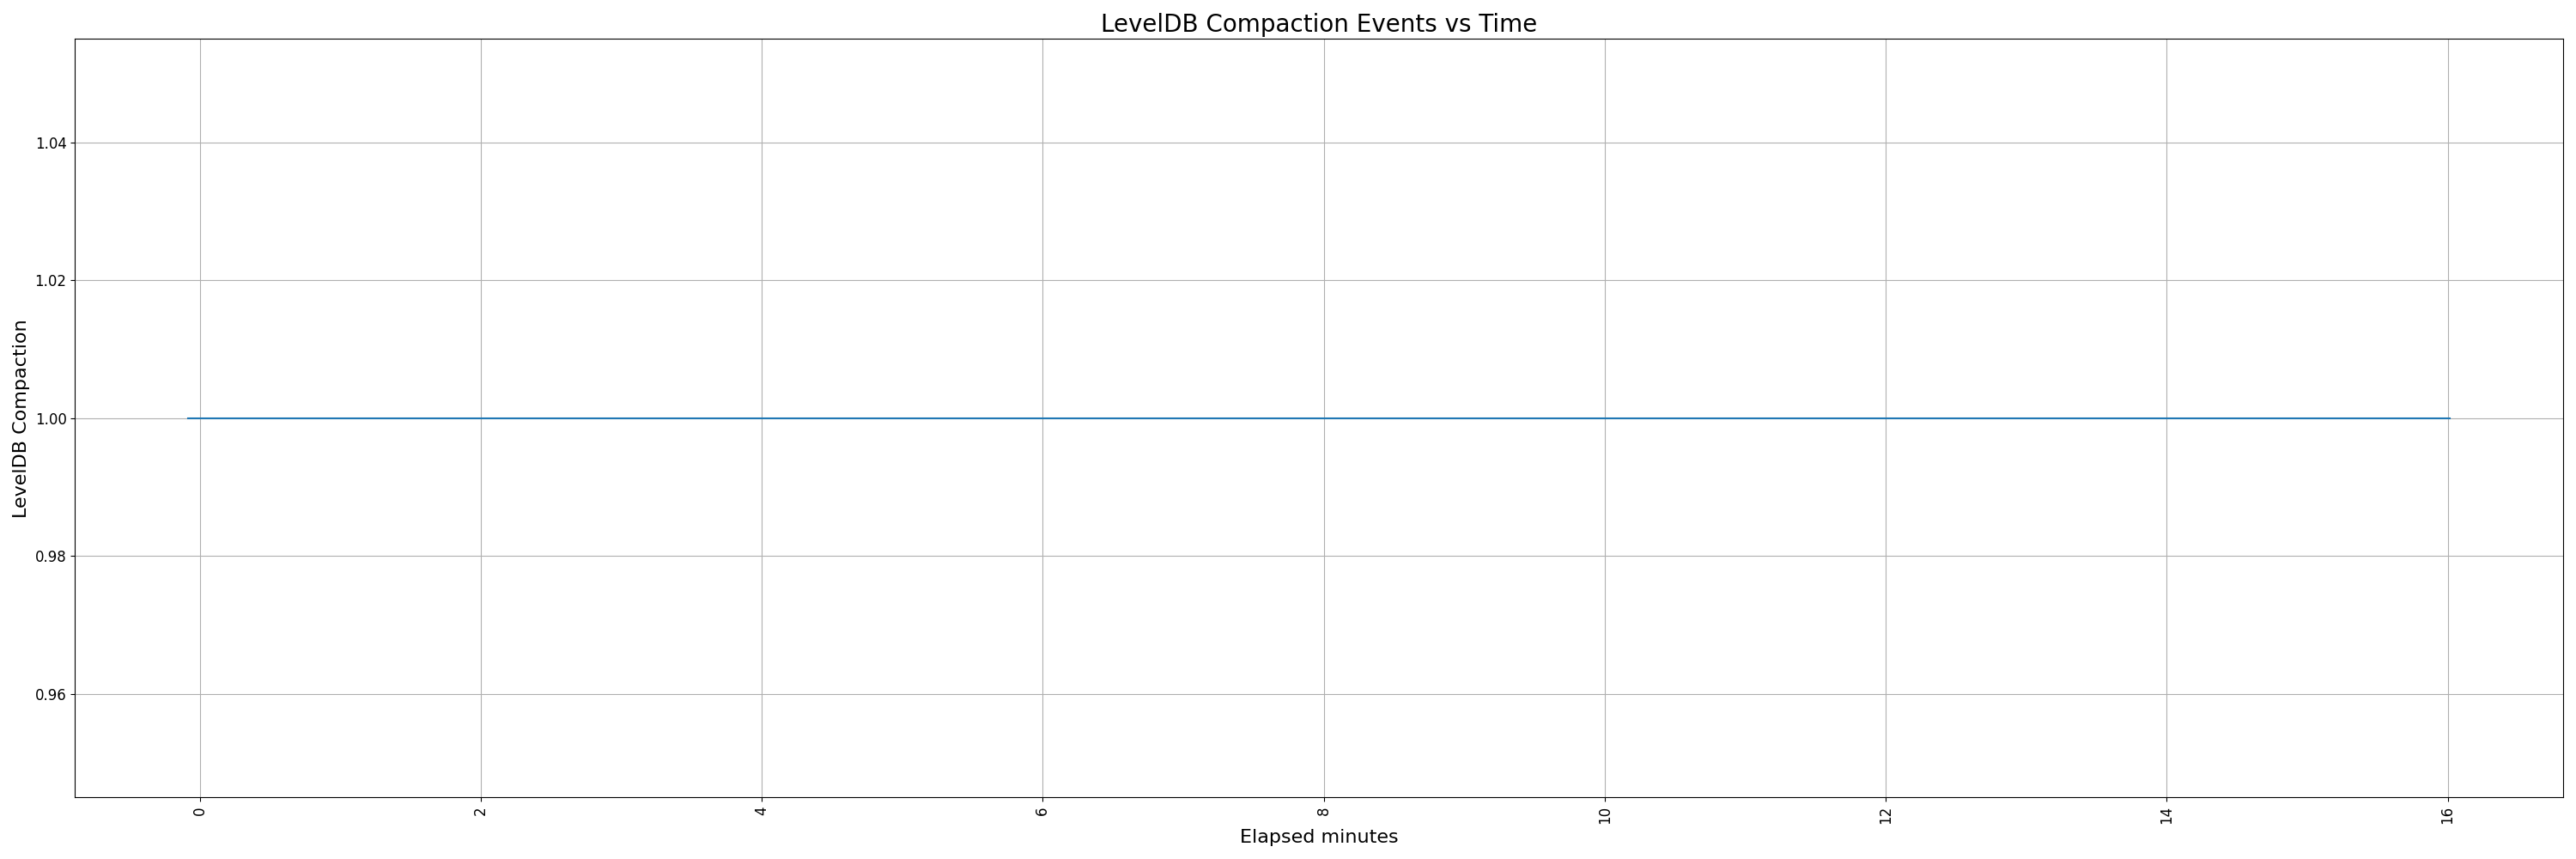 LevelDB Compaction Events vs Time
LevelDB Compaction
1.04
1.02
1.00
0.98
0.96
0 2 4 6 8 10 12 14 16
Elapsed minutes